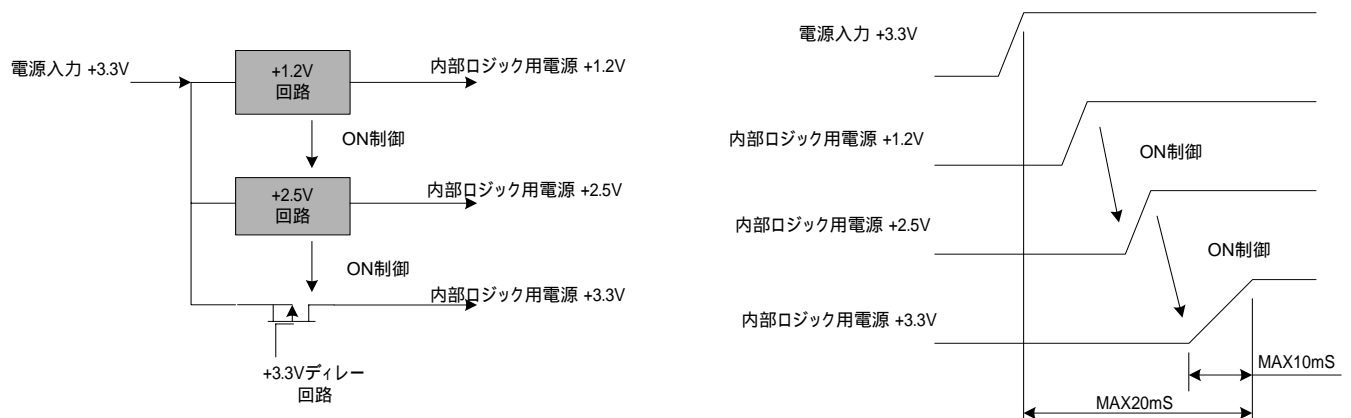 電源入力 +3.3V
+1.2V
回路
内部ロジック用電源 +1.2V
ON制御
+2.5V
回路
内部ロジック用電源 +2.5V
ON制御
内部ロジック用電源 +3.3V
+3.3Vディレー
回路
電源入力 +3.3V
内部ロジック用電源 +1.2V
ON制御
内部ロジック用電源 +2.5V
ON制御
内部ロジック用電源 +3.3V
MAX10mS
MAX20mS